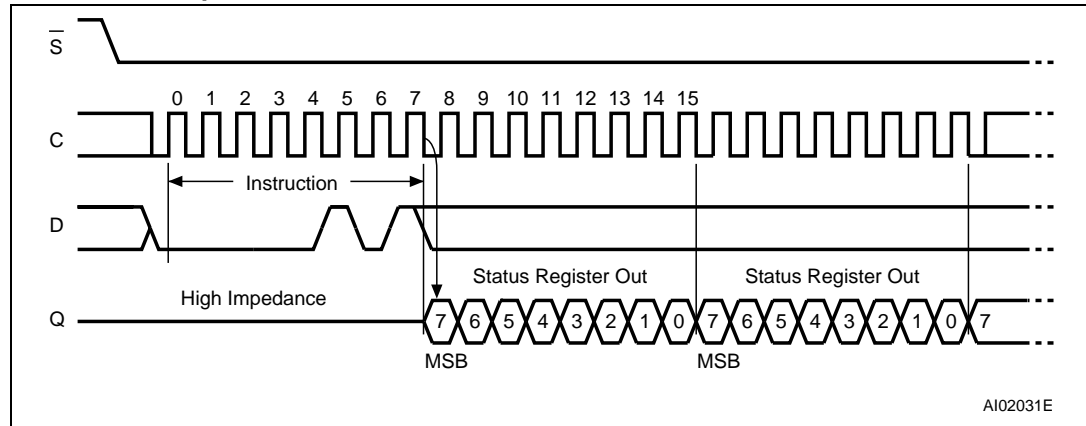 S
0 1 2 3 4 5 6 7 8 9 10 11 12 13 14 15
C
Instruction
D
Status Register Out Status Register Out
High Impedance
Q 7 6 5 4 3 2 1 0 7 6 5 4 3 2 1 0 7
MSB MSB
AI02031E